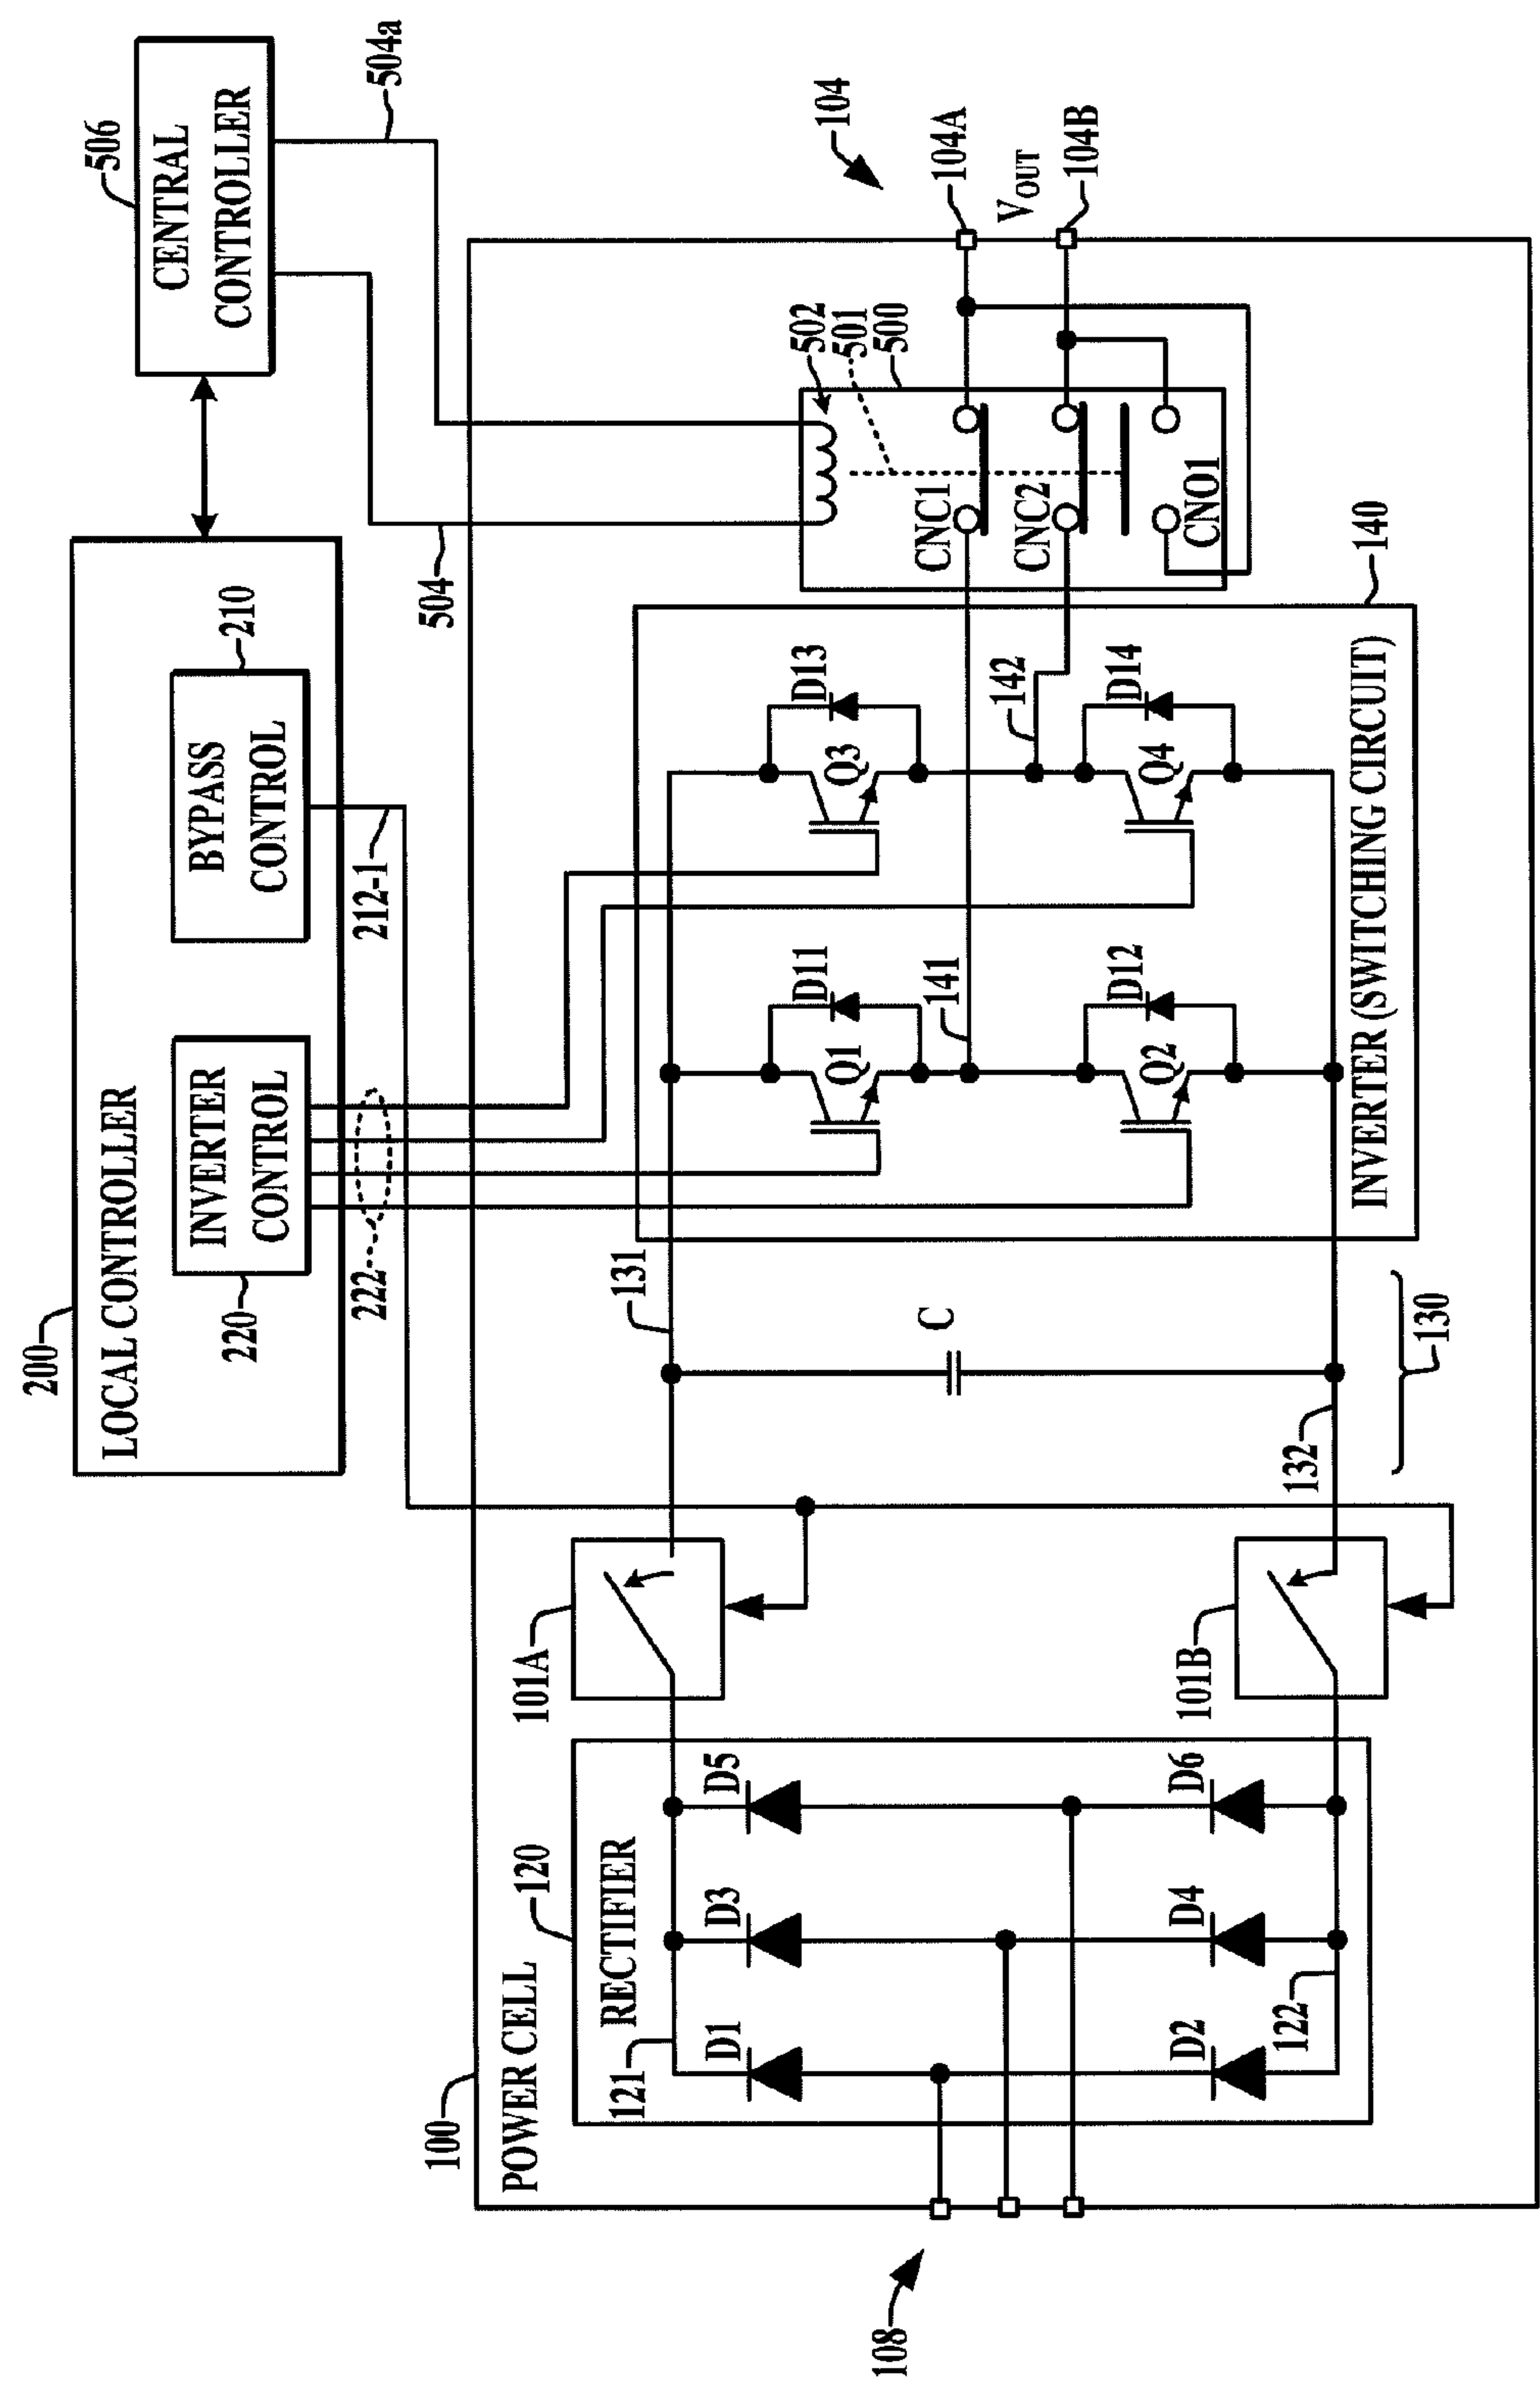 200
LOCAL CONTROLLER
INVERTER
CONTROL
220
222
BYPASS
CONTROL
210
212-1
506
CENTRAL
CONTROLLER
504
504a
100
POWER CELL
120
RECTIFIER
121
D1
D3
D5
D2
D4
D6
122
108
101A
101B
131
C
132
130
D11
Q1
141
D12
Q2
D13
Q3
142
D14
Q4
INVERTER (SWITCHING CIRCUIT)
140
502
501
500
CNC1
CNC2
CNO1
104
104A
VOUT
104B